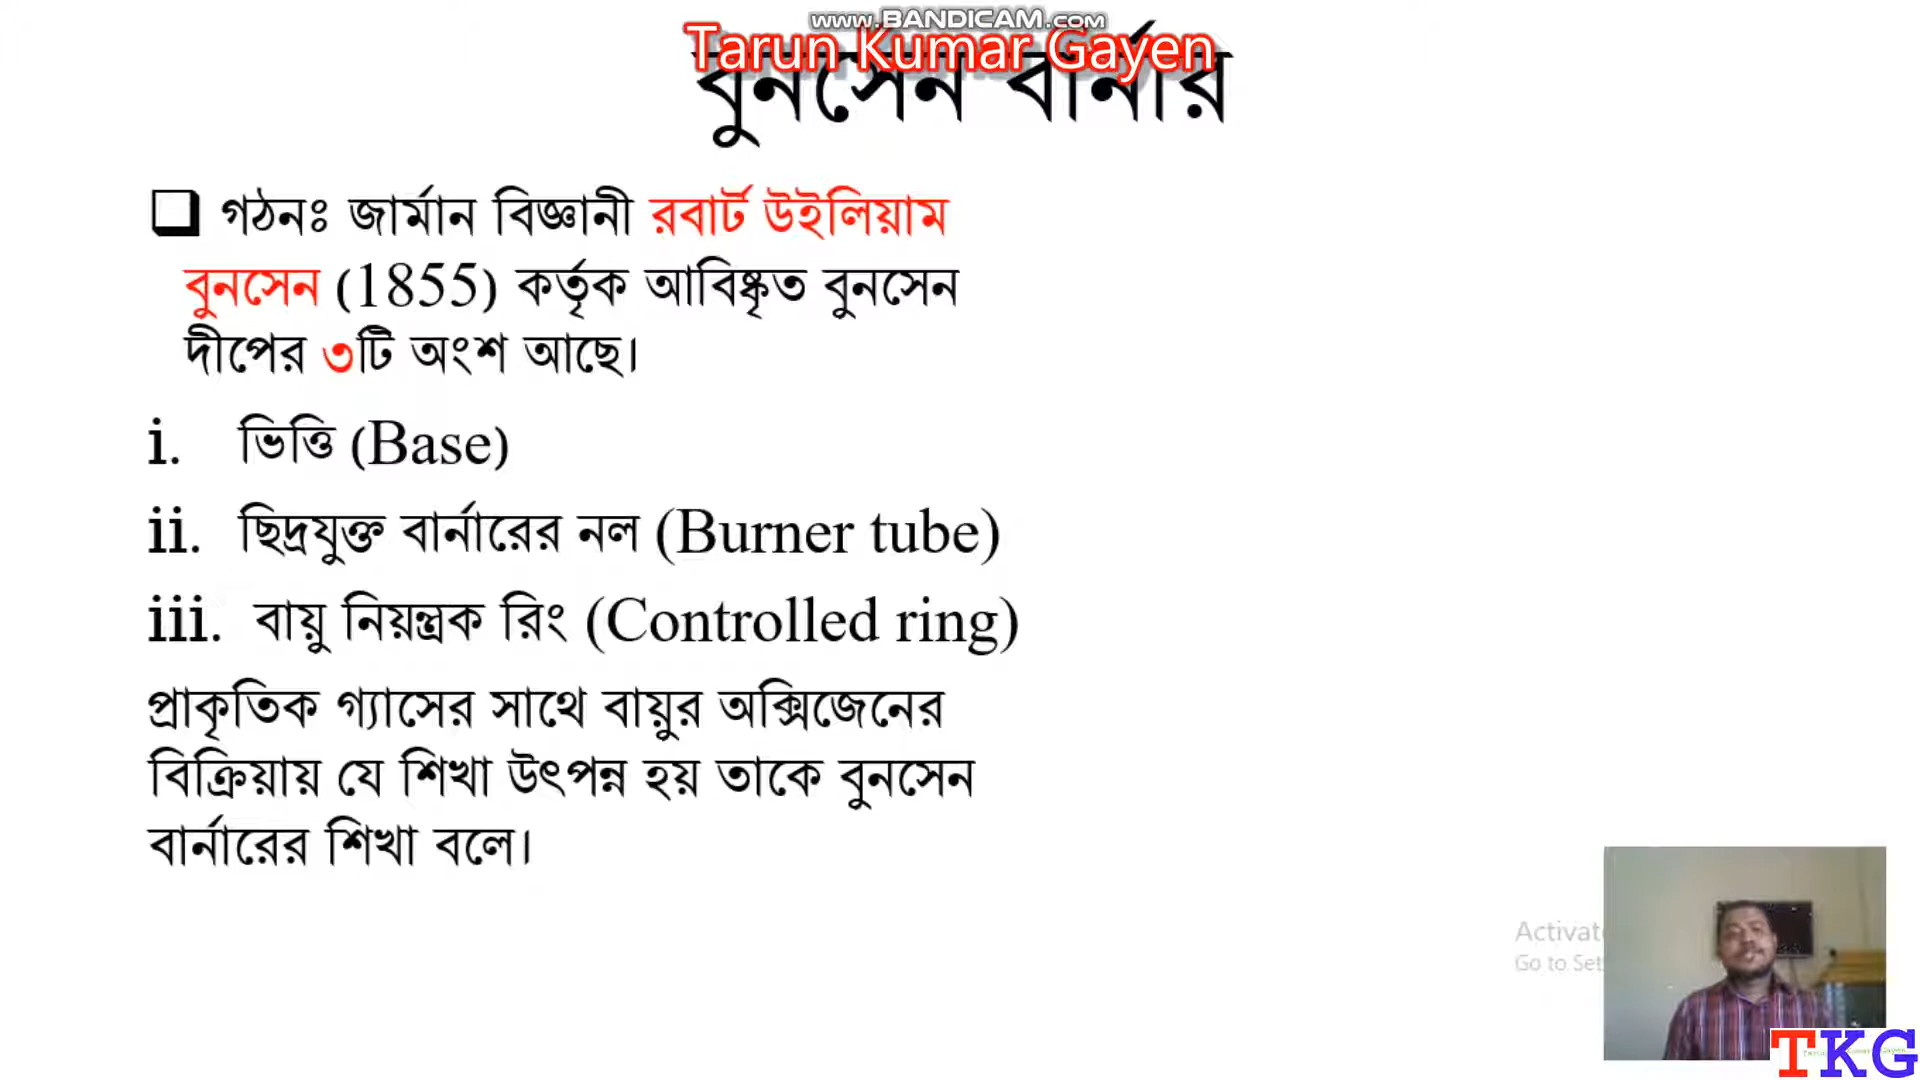 www.BANDICAM.com
Tarun Kumar Gayen
বুনসেন বার্নার
গঠনঃ জার্মান বিজ্ঞানী রবার্ট উইলিয়াম
বুনসেন (1855) কর্তৃক আবিষ্কৃত বুনসেন
দীপের ৩টি অংশ আছে।
i. ভিত্তি (Base)
ii. ছিদ্রযুক্ত বার্নারের নল (Burner tube)
iii. বায়ু নিয়ন্ত্রক রিং (Controlled ring)
প্রাকৃতিক গ্যাসের সাথে বায়ুর অক্সিজেনের
বিক্রিয়ায় যে শিখা উৎপন্ন হয় তাকে বুনসেন
বার্নারের শিখা বলে।
Activat
Go to Set
TKG